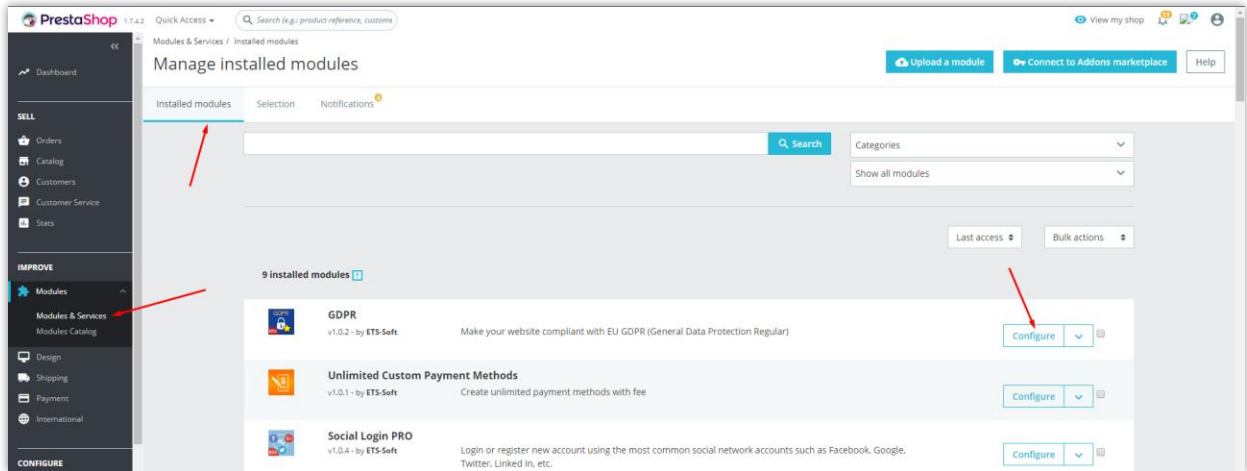 PrestaShop 1.7.4.2 Quick Access Search (e.g.: product reference, custome View my shop
Modules & Services / Installed modules
Manage installed modules
Upload a module Connect to Addons marketplace Help
Installed modules Selection Notifications
Dashboard
SELL
Orders
Catalog
Customers
Customer Service
Stats
IMPROVE
Modules
Modules & Services
Modules Catalog
Design
Shipping
Payment
International
CONFIGURE
Search Categories
Show all modules
Last access Bulk actions
9 installed modules
GDPR
v1.0.2 - by ETS-Soft Make your website compliant with EU GDPR (General Data Protection Regular)
Configure
Unlimited Custom Payment Methods
v1.0.1 - by ETS-Soft Create unlimited payment methods with fee
Configure
Social Login PRO
v1.0.4 - by ETS-Soft Login or register new account using the most common social network accounts such as Facebook, Google,
Twitter, Linked In, etc.
Configure